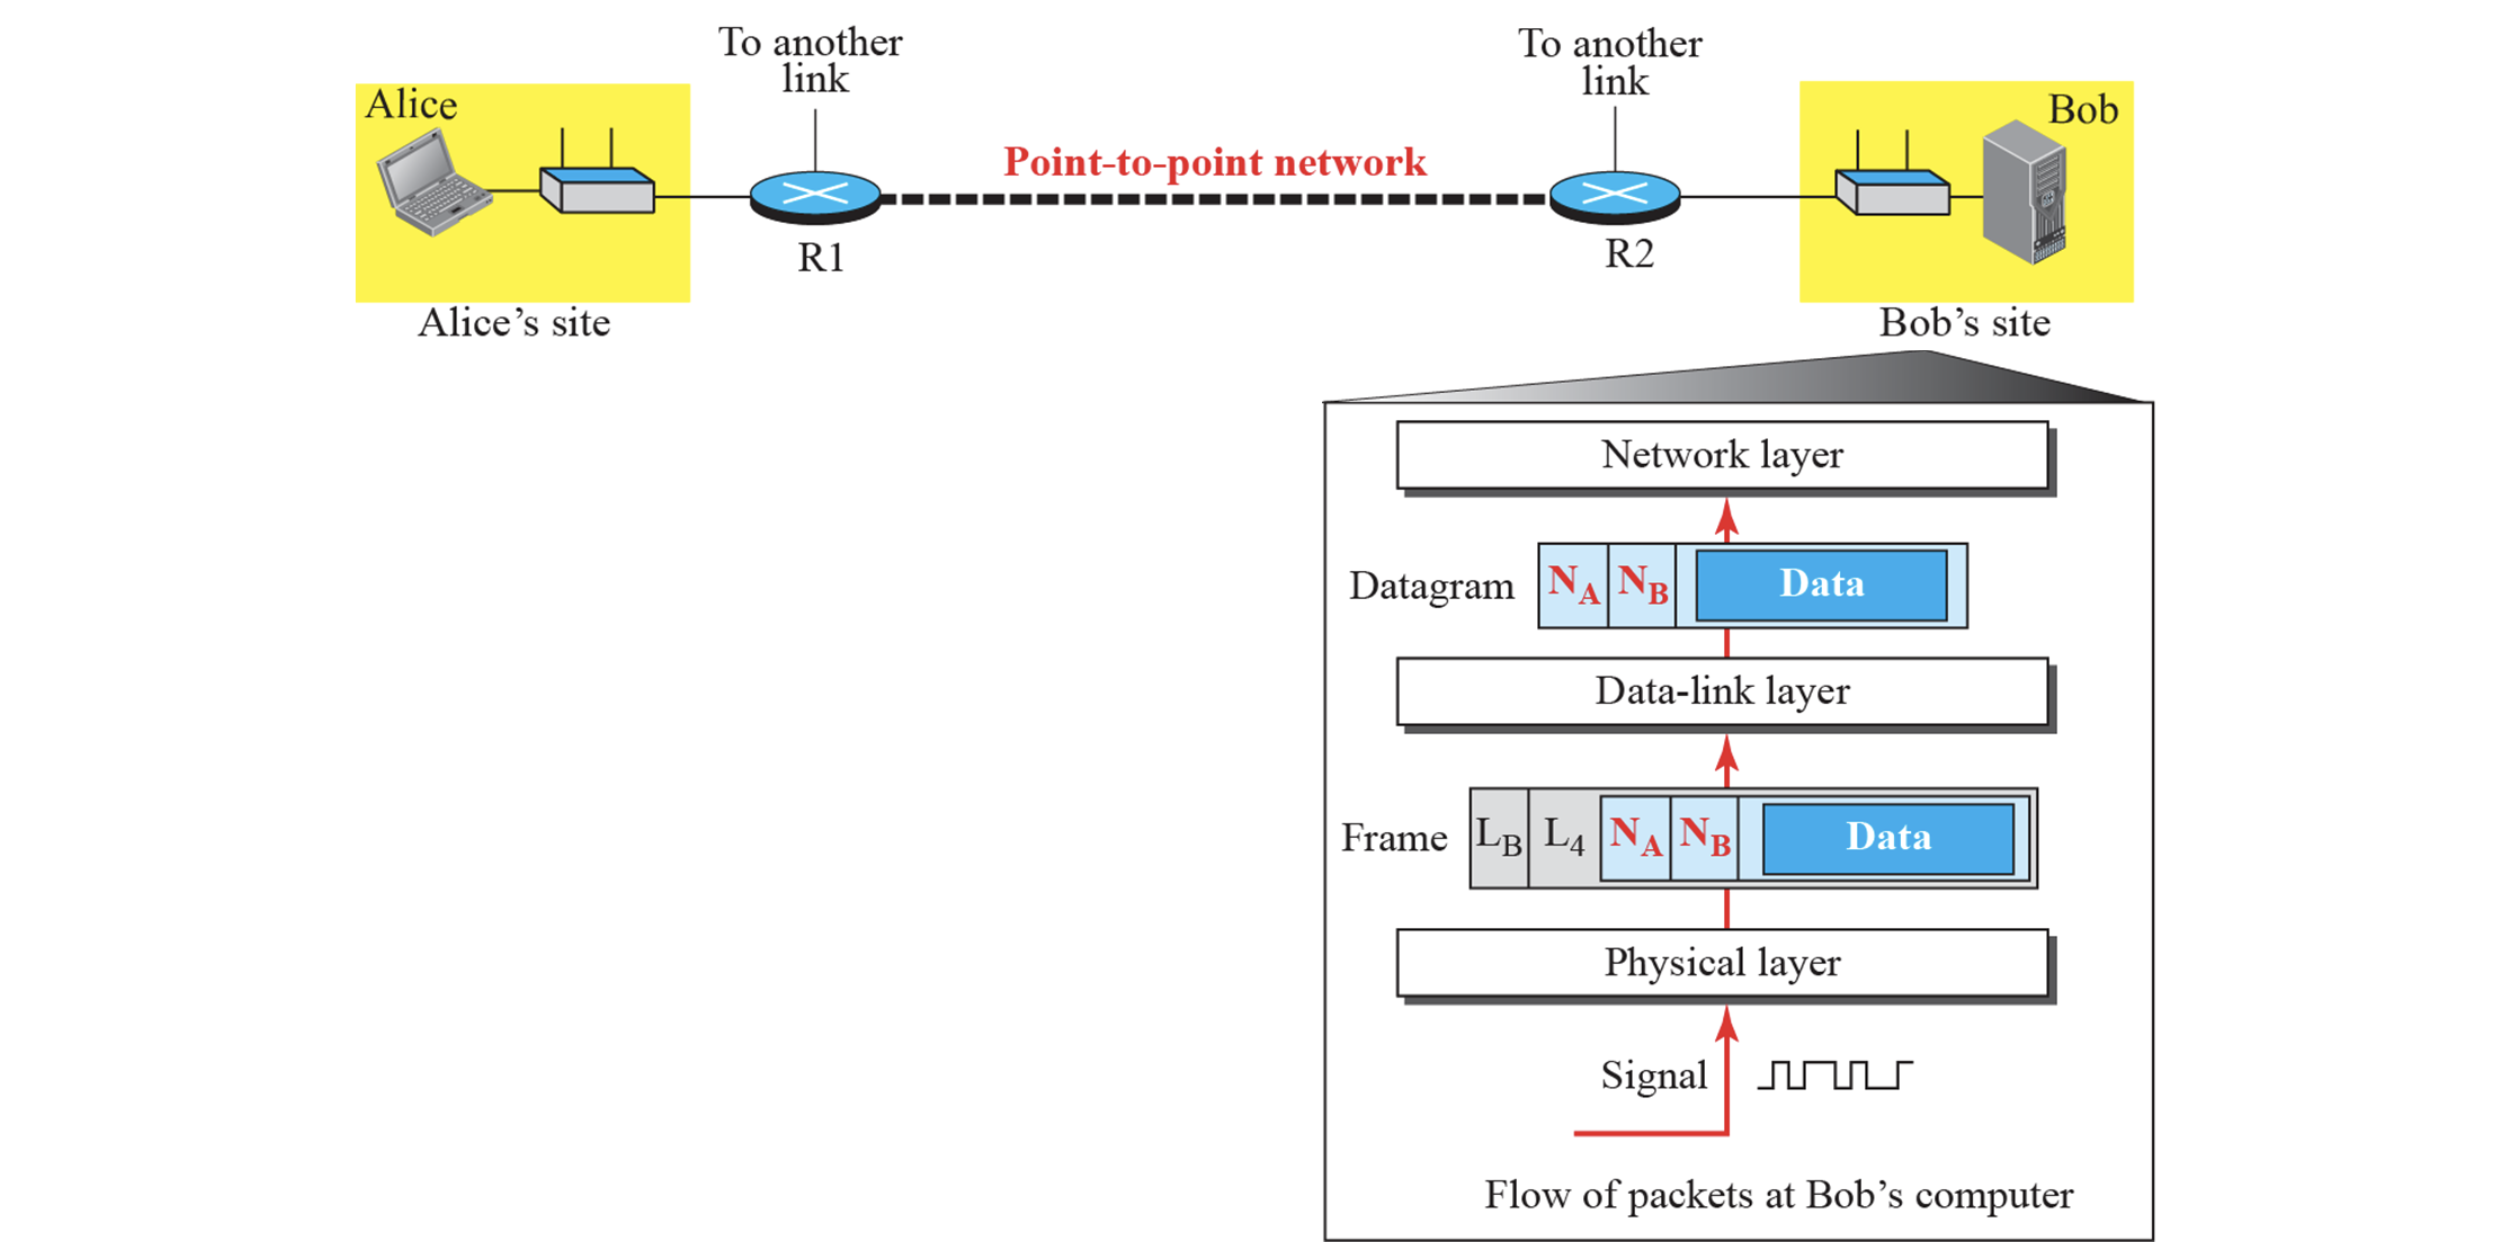 To another
link
To another
link
Alice
Bob
Point-to-point network
R1
R2
Alice’s site
Bob’s site
Network layer
Datagram N_A N_B Data
Data-link layer
Frame L_B L_4 N_A N_B Data
Physical layer
Signal
Flow of packets at Bob’s computer